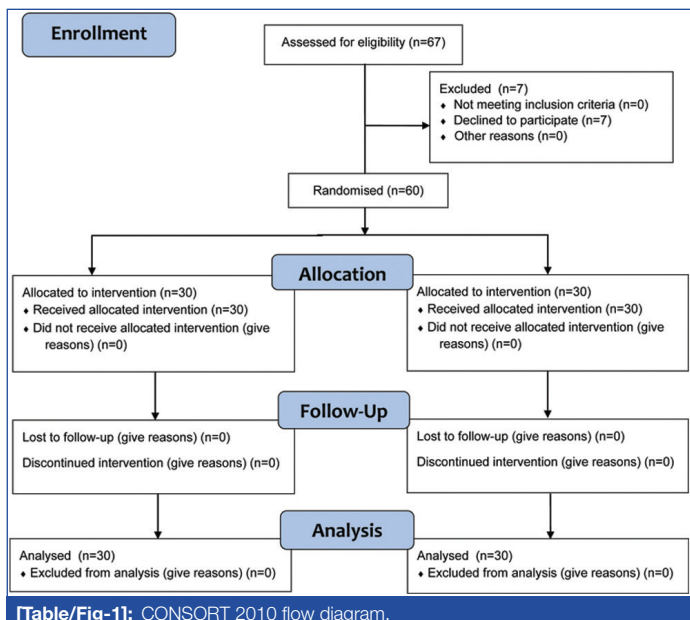 Enrollment
Assessed for eligibility (n=67)
Excluded (n=7)
♦ Not meeting inclusion criteria (n=0)
♦ Declined to participate (n=7)
♦ Other reasons (n=0)
Randomised (n=60)
Allocation
Allocated to intervention (n=30)
♦ Received allocated intervention (n=30)
♦ Did not receive allocated intervention (give
reasons) (n=0)
Allocated to intervention (n=30)
♦ Received allocated intervention (n=30)
♦ Did not receive allocated intervention (give
reasons) (n=0)
Follow-Up
Lost to follow-up (give reasons) (n=0)
Discontinued intervention (give reasons) (n=0)
Lost to follow-up (give reasons) (n=0)
Discontinued intervention (give reasons) (n=0)
Analysis
Analysed (n=30)
♦ Excluded from analysis (give reasons) (n=0)
Analysed (n=30)
♦ Excluded from analysis (give reasons) (n=0)
[Table/Fig-1]: CONSORT 2010 flow diagram.